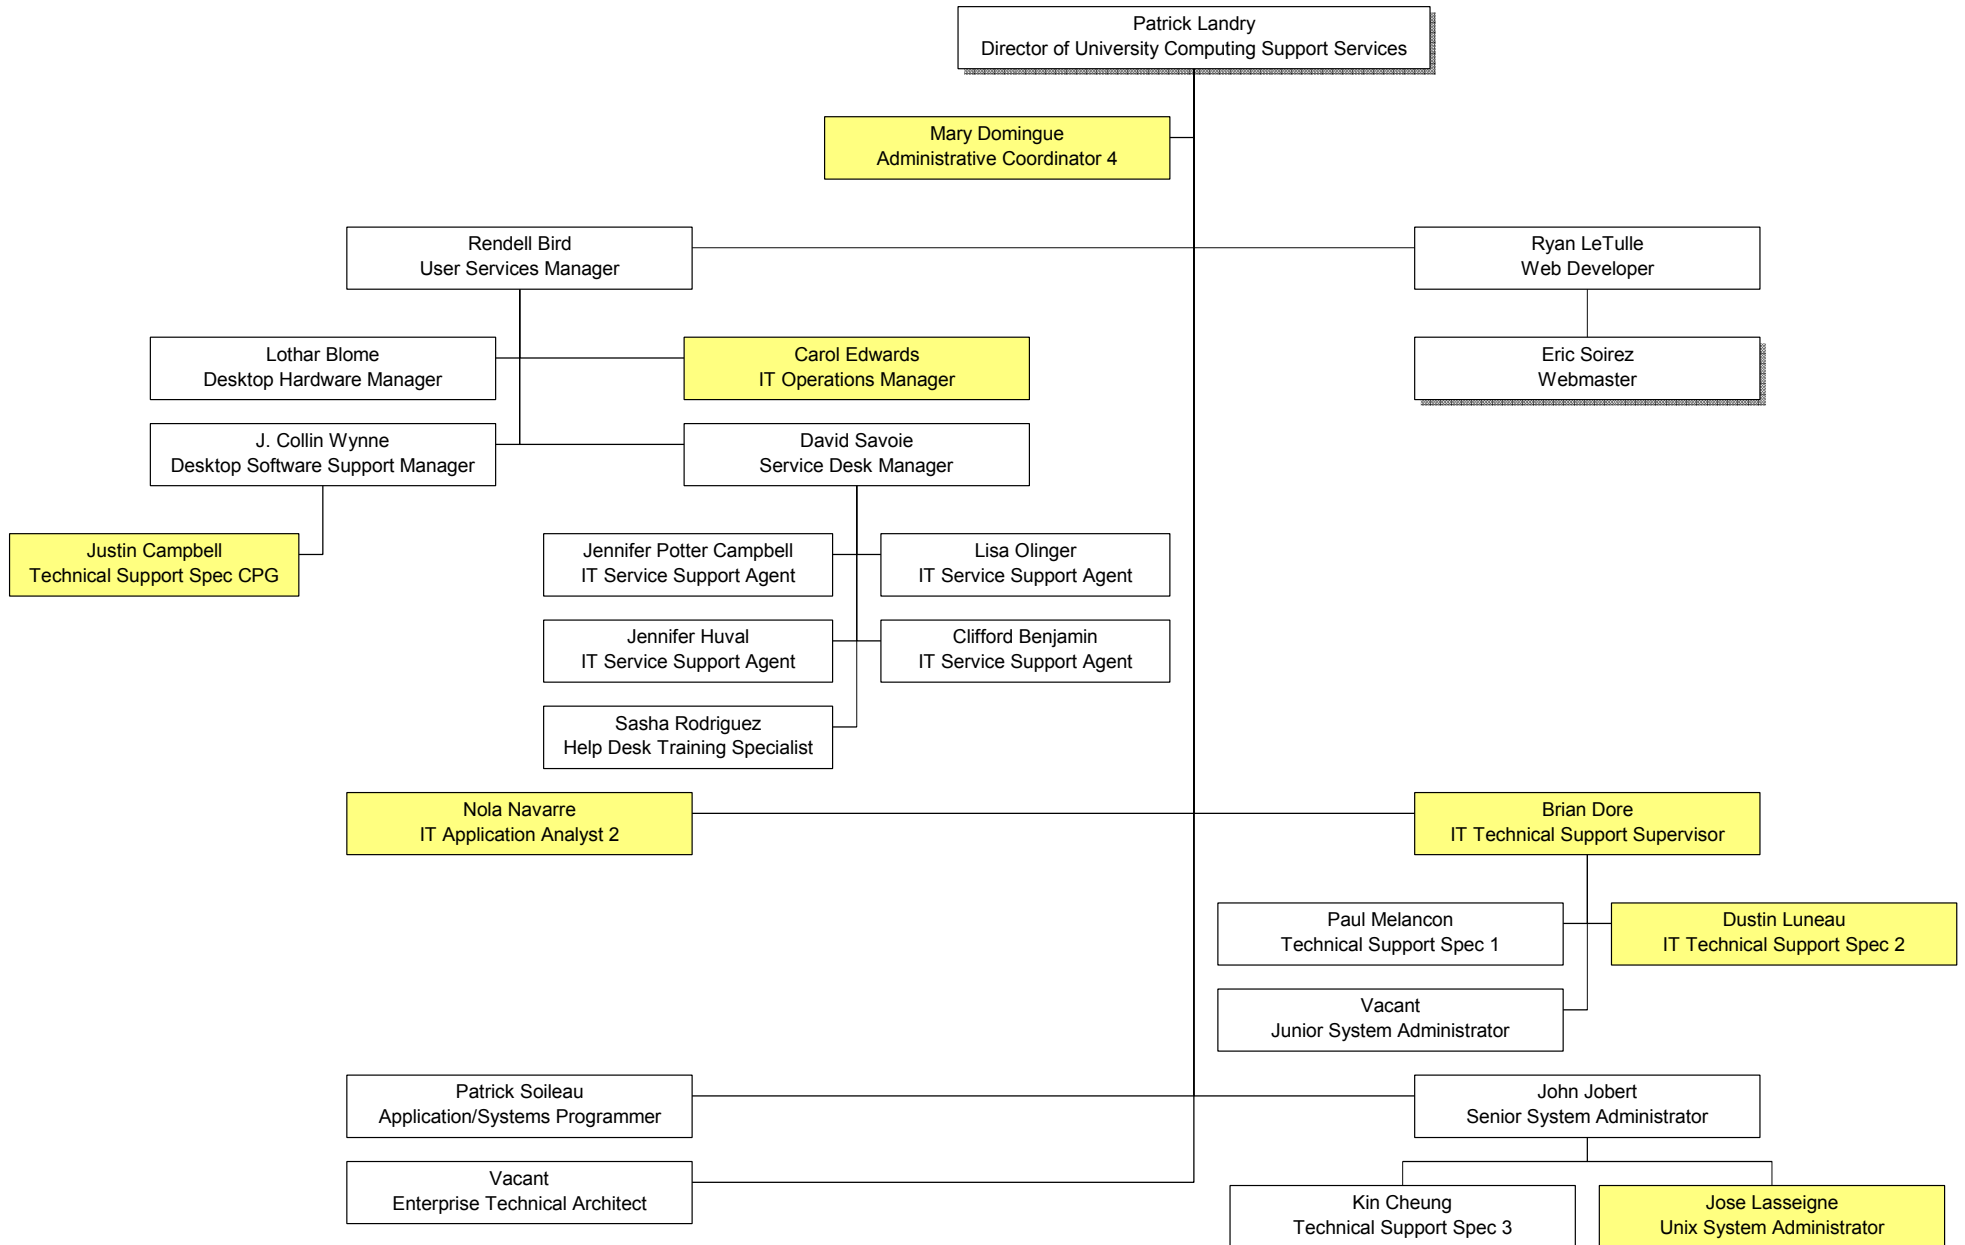 Patrick Landry
Director of University Computing Support Services
Mary Domingue
Administrative Coordinator 4
Rendell Bird
User Services Manager
Ryan LeTulle
Web Developer
Lothar Blome
Desktop Hardware Manager
Carol Edwards
IT Operations Manager
Eric Soirez
Webmaster
J. Collin Wynne
Desktop Software Support Manager
David Savoie
Service Desk Manager
Justin Campbell
Technical Support Spec CPG
Jennifer Potter Campbell
IT Service Support Agent
Lisa Olinger
IT Service Support Agent
Jennifer Huval
IT Service Support Agent
Clifford Benjamin
IT Service Support Agent
Sasha Rodriguez
Help Desk Training Specialist
Nola Navarre
IT Application Analyst 2
Brian Dore
IT Technical Support Supervisor
Paul Melancon
Technical Support Spec 1
Dustin Luneau
IT Technical Support Spec 2
Vacant
Junior System Administrator
Patrick Soileau
Application/Systems Programmer
John Jobert
Senior System Administrator
Vacant
Enterprise Technical Architect
Kin Cheung
Technical Support Spec 3
Jose Lasseigne
Unix System Administrator